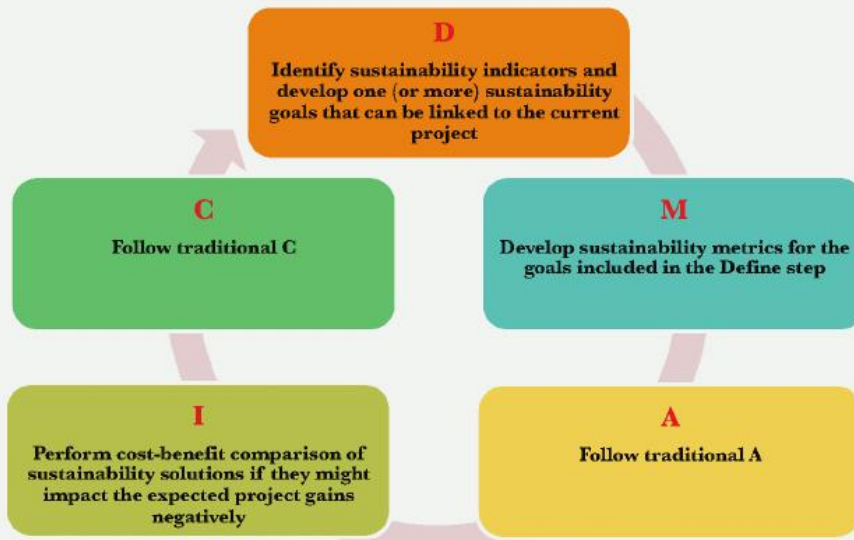 D
Identify sustainability indicators and
develop one (or more) sustainability
goals that can be linked to the current
project
C
Follow traditional C
M
Develop sustainability metrics for the
goals included in the Define step
I
Perform cost-benefit comparison of
sustainability solutions if they might
impact the expected project gains
negatively
A
Follow traditional A